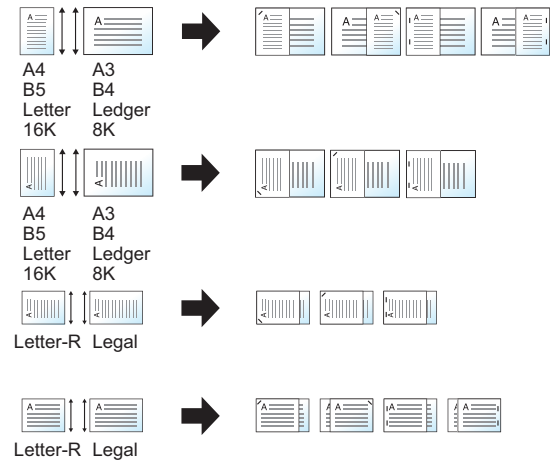 A A
A4 A3
B5 B4
Letter Ledger
16K 8K
A A A A A A A A
A A
A4 A3
B5 B4
Letter Ledger
16K 8K
A A A
A A
Letter-R Legal
A A A
A A
Letter-R Legal
A A A A A